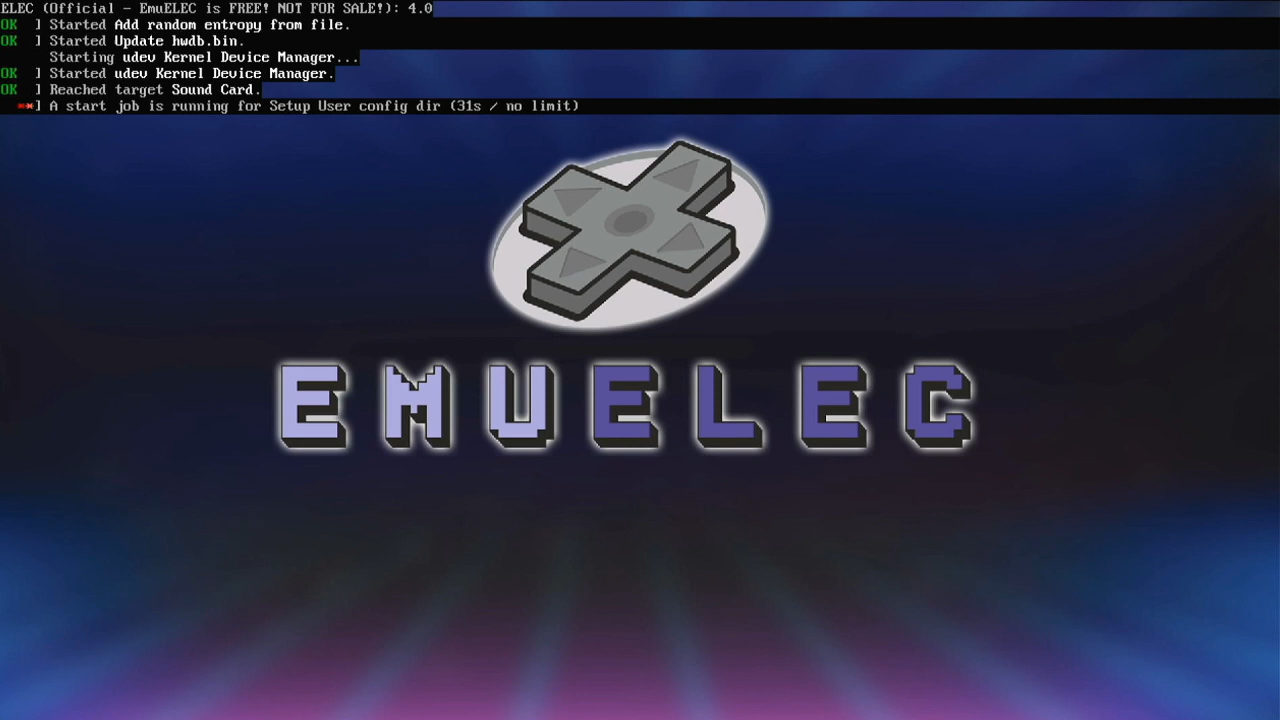 ELEC (Official - EmuELEC is FREE! NOT FOR SALE!): 4.0
OK ] Started Add random entropy from file.
OK ] Started Update hwdb.bin.
Starting udev Kernel Device Manager...
OK ] Started udev Kernel Device Manager.
OK ] Reached target Sound Card.
**] A start job is running for Setup User config dir (31s / no limit)
EMUELEC